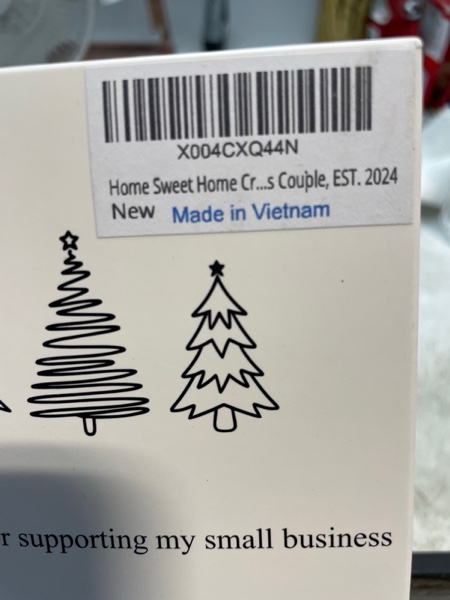 X004CXQ44N
Home Sweet Home Cr...s Couple, EST. 2024
New Made in Vietnam
supporting my small business